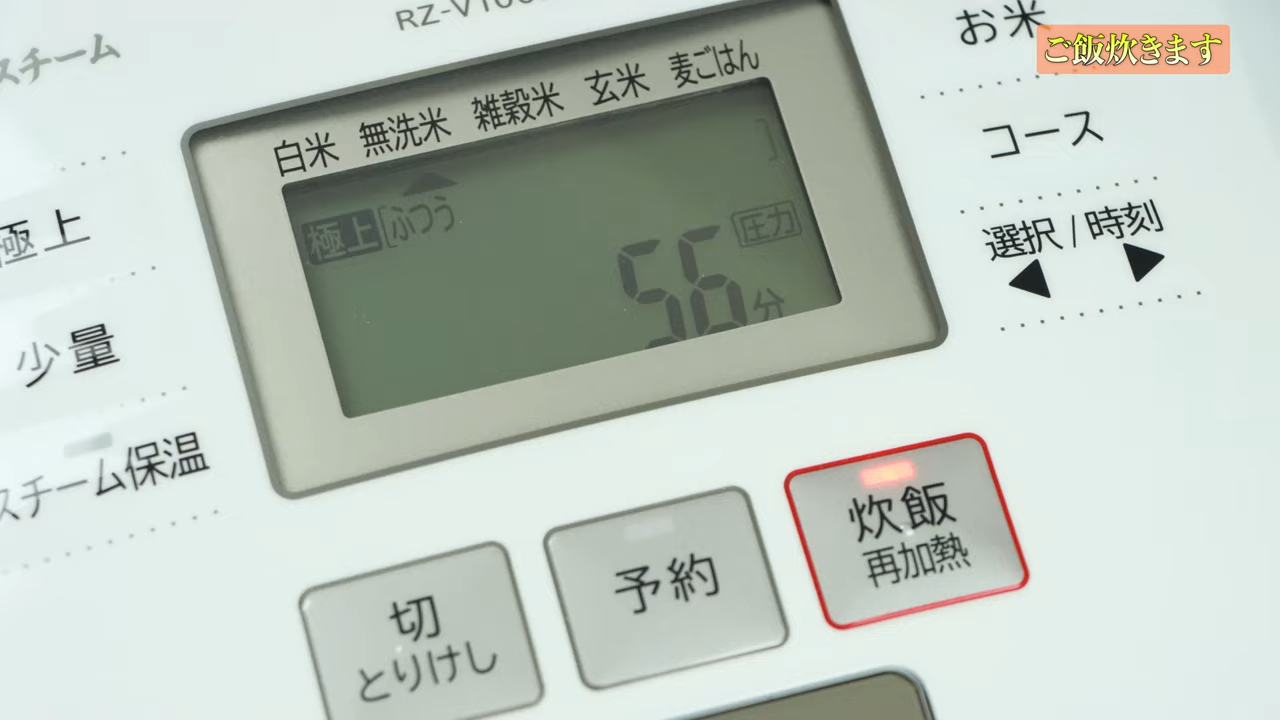 RZ-V100
スチーム
お米
ご飯炊きます
白米 無洗米 雑穀米 玄米 麦ごはん
コース
極上
極上 [ふつう ]
圧力
選択/時刻
56分
少量
スチーム保温
炊飯
再加熱
予約
切
とりけし